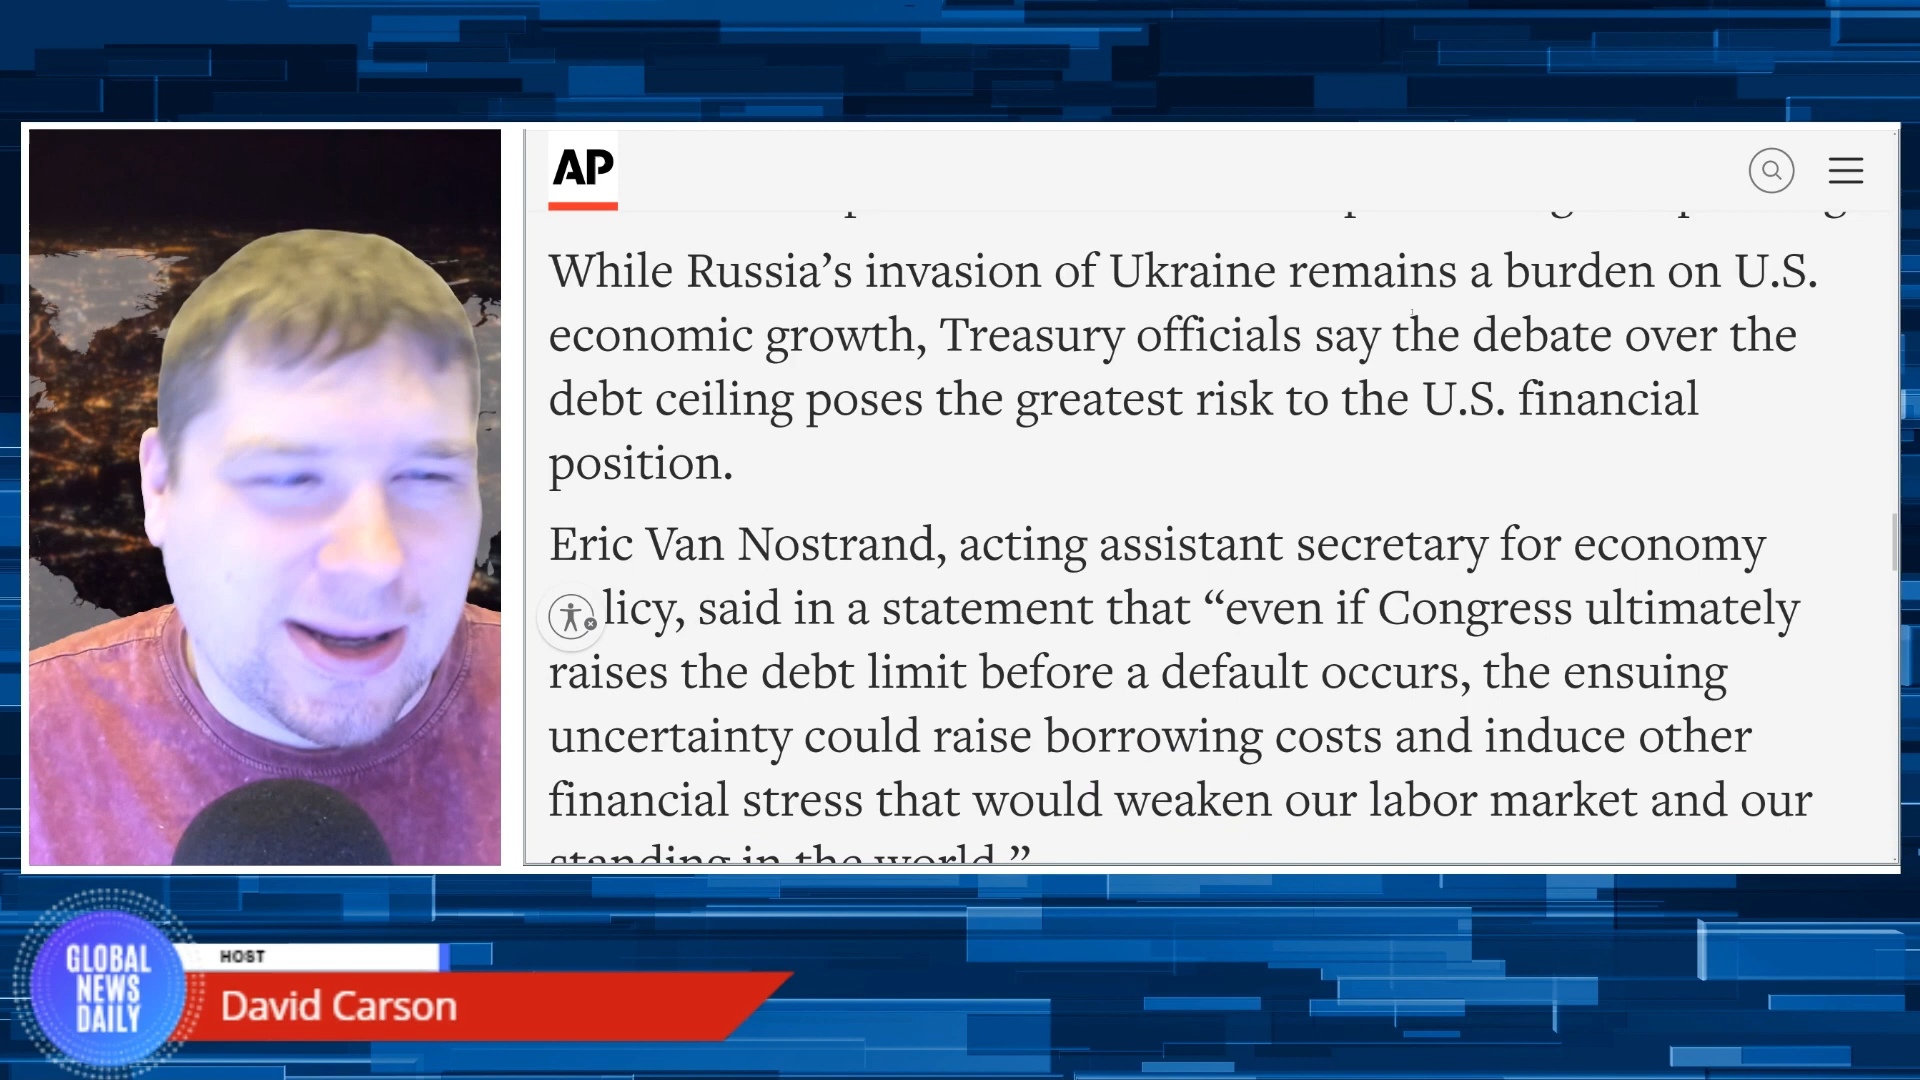 AP
While Russia’s invasion of Ukraine remains a burden on U.S.
economic growth, Treasury officials say the debate over the
debt ceiling poses the greatest risk to the U.S. financial
position.
Eric Van Nostrand, acting assistant secretary for economy
licy, said in a statement that “even if Congress ultimately
raises the debt limit before a default occurs, the ensuing
uncertainty could raise borrowing costs and induce other
financial stress that would weaken our labor market and our
standing in the world.”
GLOBAL
NEWS
DAILY
HOST
David Carson